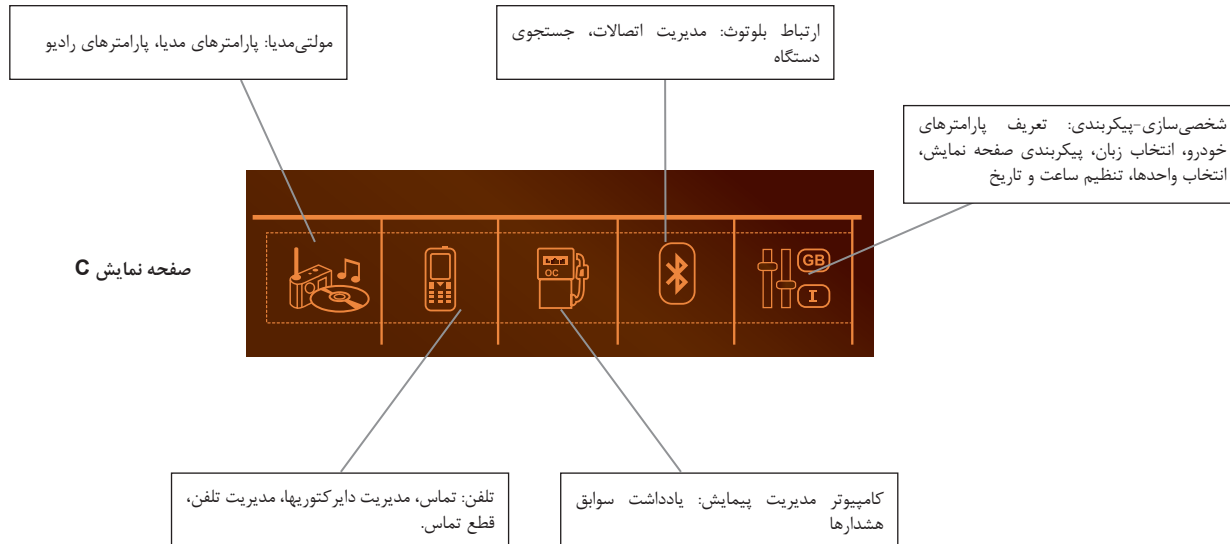 مولتی‌مدیا: پارامترهای مدیا، پارامترهای رادیو
ارتباط بلوتوث: مدیریت اتصالات، جستجوی
دستگاه
شخصی‌سازی-پیکربندی: تعریف پارامترهای
خودرو، انتخاب زبان، پیکربندی صفحه نمایش،
انتخاب واحدها، تنظیم ساعت و تاریخ
صفحه نمایش C
OC
GB
I
تلفن: تماس، مدیریت دایرکتوریها، مدیریت تلفن،
قطع تماس.
کامپیوتر مدیریت پیمایش: یادداشت سوابق
هشدارها